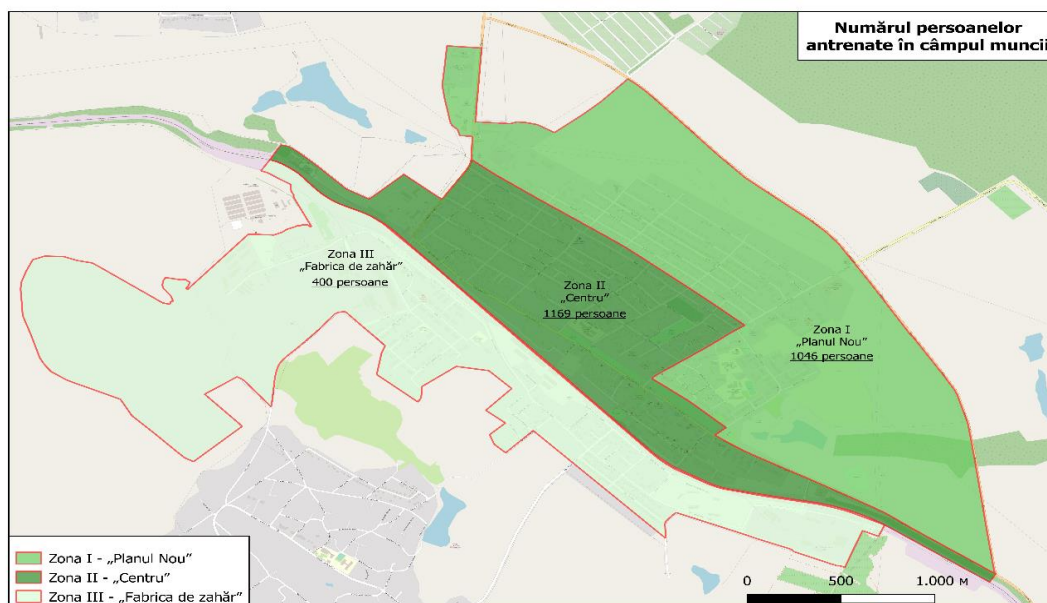 Numărul persoanelor
antrenate în câmpul muncii
Zona III
„Fabrica de zahăr”
400 persoane
Zona II
„Centru”
1169 persoane
Zona I
„Planul Nou”
1046 persoane
Zona I - „Planul Nou”
Zona II - „Centru”
Zona III - „Fabrica de zahăr”
0 500 1.000 м